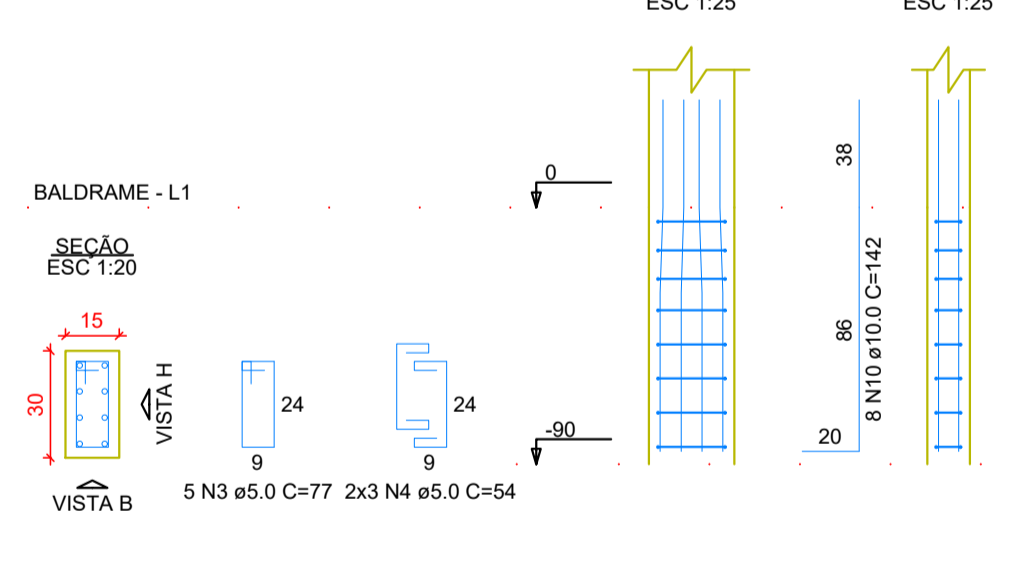 ESC 1:25
ESC 1:25
BALDRAME - L1
0
38
SEÇÃO
ESC 1:20
15
30
VISTA H
VISTA B
24
9
5 N3 ø5.0 C=77
24
9
2x3 N4 ø5.0 C=54
-90
86
8 N10 ø10.0 C=142
20